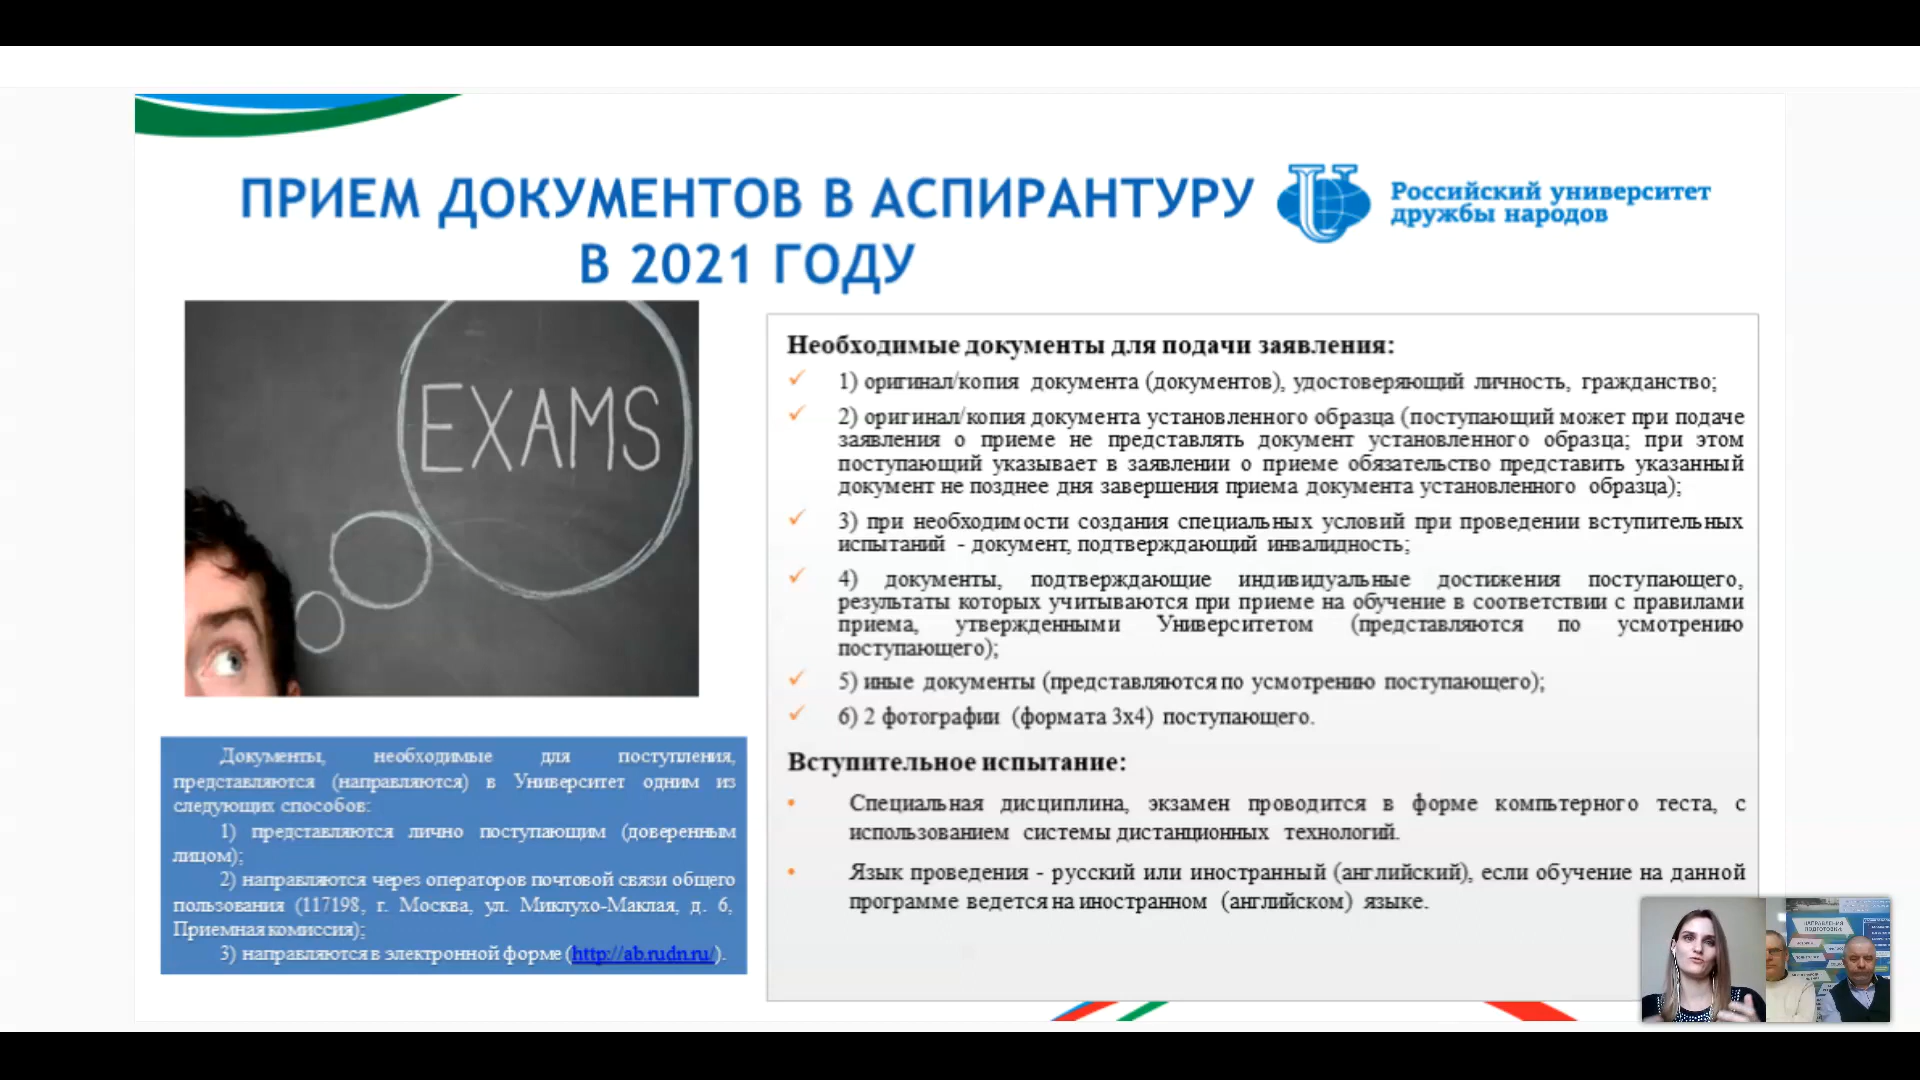 ПРИЕМ ДОКУМЕНТОВ В АСПИРАНТУРУ
В 2021 ГОДУ
Российский университет
дружбы народов
EXAMS
Документы, необходимые для поступления,
представляются (направляются) в Университет одним из
следующих способов:
1) представляются лично поступающим (доверенным
лицом);
2) направляются через операторов почтовой связи общего
пользования (117198, г. Москва, ул. Миклухо-Маклая, д. 6,
Приемная комиссия);
3) направляются в электронной форме (http://ab.rudn.ru/).
Необходимые документы для подачи заявления:
1) оригинал/копия документа (документов), удостоверяющий личность, гражданство;
2) оригинал/копия документа установленного образца (поступающий может при подаче
заявления о приеме не представлять документ установленного образца; при этом
поступающий указывает в заявлении о приеме обязательство представить указанный
документ не позднее дня завершения приема документа установленного образца);
3) при необходимости создания специальных условий при проведении вступительных
испытаний - документ, подтверждающий инвалидность;
4) документы, подтверждающие индивидуальные достижения поступающего,
результаты которых учитываются при приеме на обучение в соответствии с правилами
приема, утвержденными Университетом (представляются по усмотрению
поступающего);
5) иные документы (представляются по усмотрению поступающего);
6) 2 фотографии (формата 3х4) поступающего.
Вступительное испытание:
Специальная дисциплина, экзамен проводится в форме компьтерного теста, с
использованием системы дистанционных технологий.
Язык проведения - русский или иностранный (английский), если обучение на данной
программе ведется на иностранном (английском) языке.
НАПРАВЛЕНИЯ
ПОДГОТОВКИ: